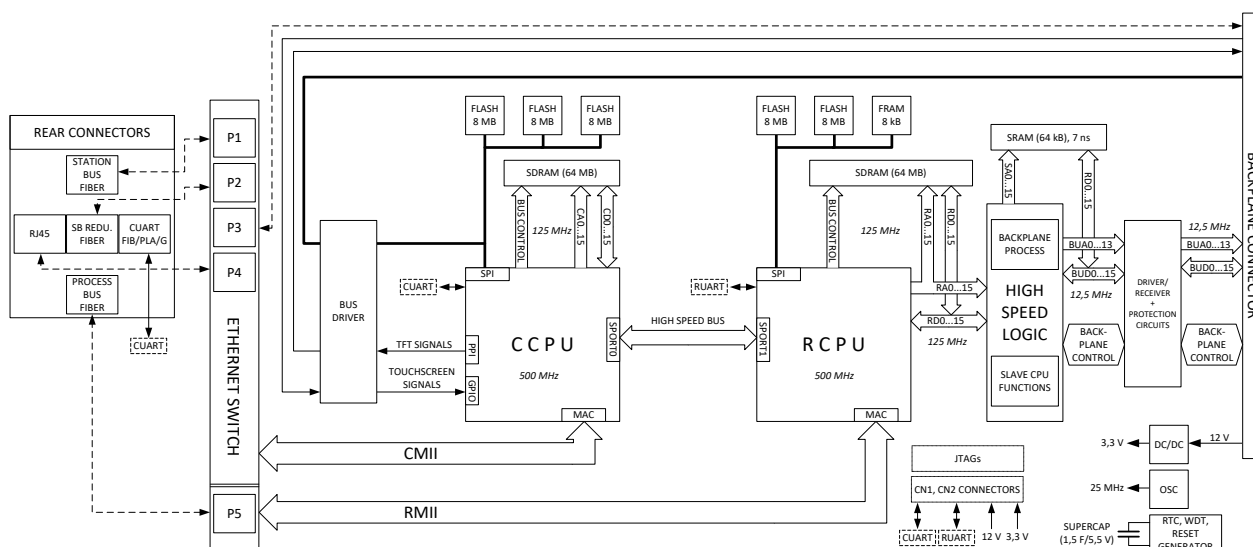 REAR CONNECTORS
STATION
BUS
FIBER
RJ45
SB REDU.
FIBER
CUART
FIB/PLA/G
PROCESS
BUS
FIBER
CUART
P1
P2
P3
P4
ETHERNET SWITCH
P5
BUS
DRIVER
FLASH
8 MB
FLASH
8 MB
FLASH
8 MB
SDRAM (64 MB)
BUS CONTROL
125 MHz
CA0...15
CD0...15
CUART
SPI
TFT SIGNALS
PPI
TOUCHSCREEN
SIGNALS
GPIO
CCPU
500 MHz
SPORT0
MAC
CMII
RMII
HIGH SPEED BUS
FLASH
8 MB
FLASH
8 MB
FRAM
8 kB
SDRAM (64 MB)
BUS CONTROL
125 MHz
RA0...15
RD0...15
RUART
SPI
SPORT1
RCPU
500 MHz
MAC
RA0...15
RD0...15
125 MHz
SRAM (64 kB), 7 ns
SA0...15
RD0...15
BACKPLANE
PROCESS
HIGH
SPEED
LOGIC
SLAVE CPU
FUNCTIONS
BUA0...13
BUD0...15
12,5 MHz
BACK-
PLANE
CONTROL
DRIVER/
RECEIVER
+
PROTECTION
CIRCUITS
12,5 MHz
BUA0...13
BUD0...15
BACK-
PLANE
CONTROL
BACKPLANE CONNECTOR
JTAGs
CN1, CN2 CONNECTORS
CUART
RUART
12 V
3,3 V
3,3 V
DC/DC
12 V
25 MHz
OSC
SUPERCAP
(1,5 F/5,5 V)
RTC, WDT,
RESET
GENERATOR